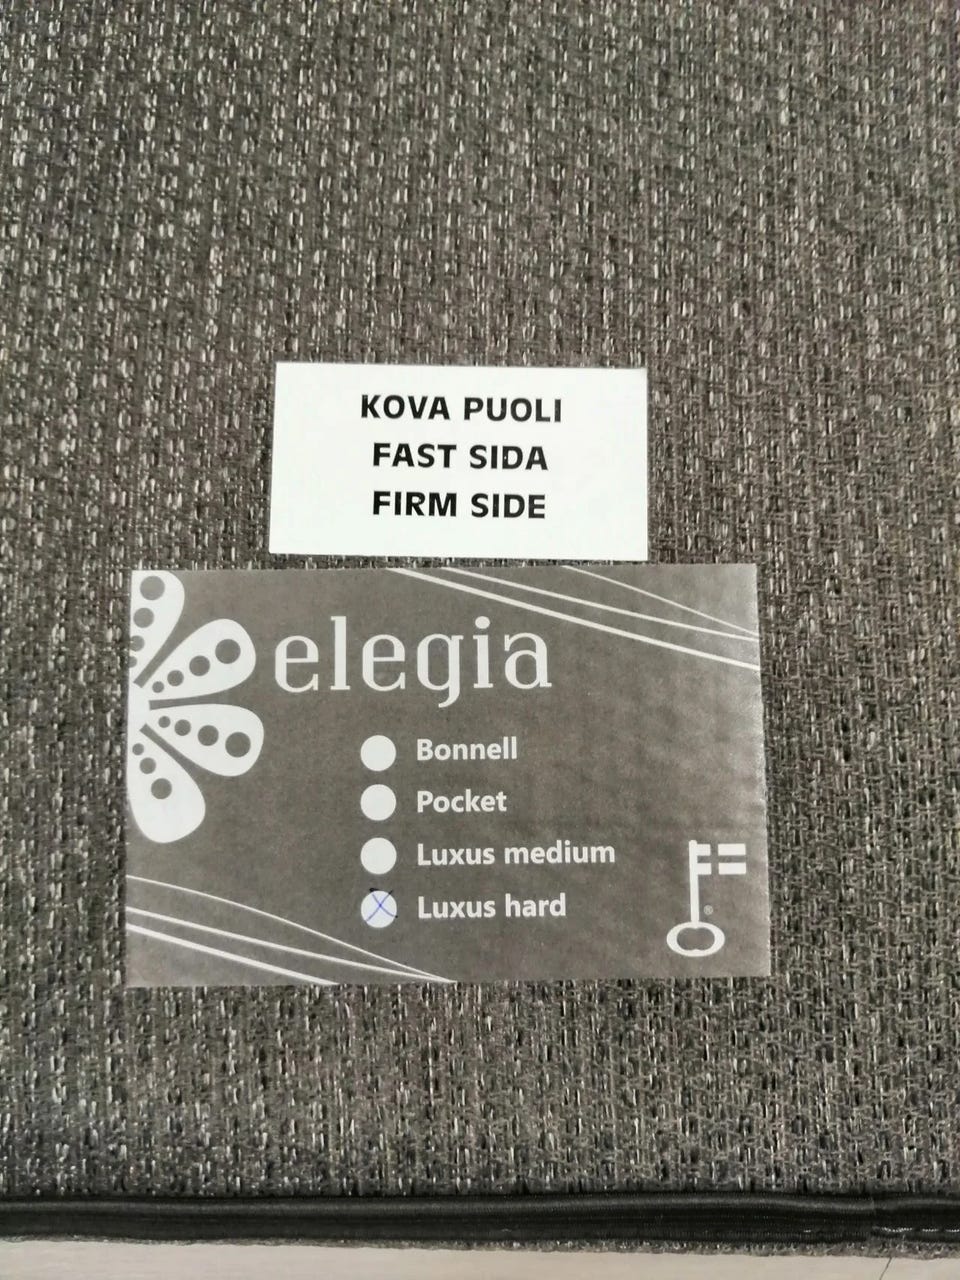 KOVA PUOLI
FAST SIDA
FIRM SIDE
elegia
Bonnell
Pocket
Luxus medium
Luxus hard
®